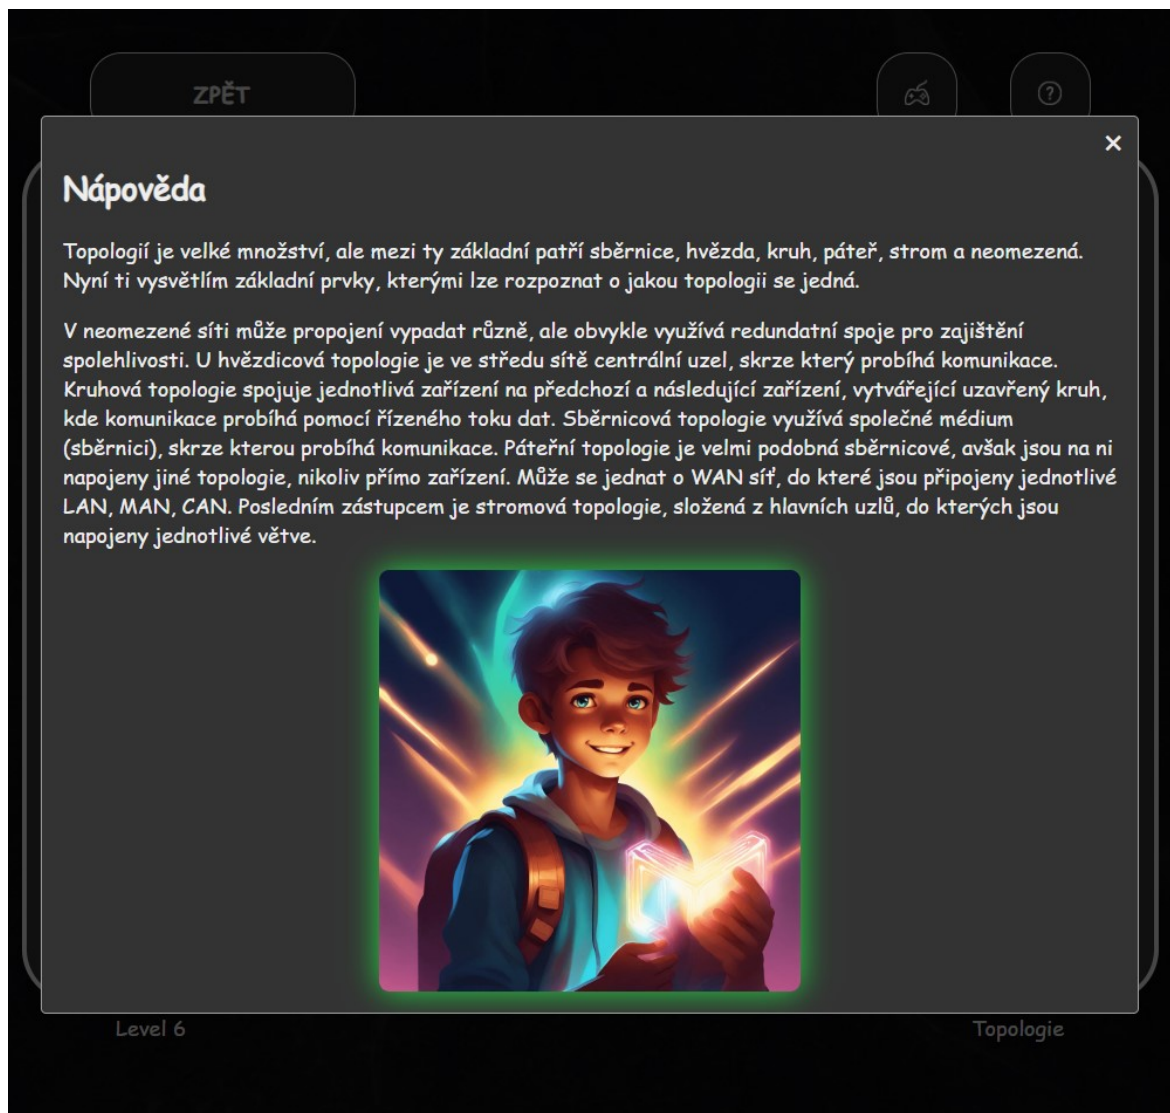 ZPĚT
×
Nápověda
Topologií je velké množství, ale mezi ty základní patří sběrnice, hvězda, kruh, páteř, strom a neomezená.
Nyní ti vysvětlím základní prvky, kterými lze rozpoznat o jakou topologii se jedná.
V neomezené síti může propojení vypadat různě, ale obvykle využívá redundatní spoje pro zajištění
spolehlivosti. U hvězdicová topologie je ve středu sítě centrální uzel, skrze který probíhá komunikace.
Kruhová topologie spojuje jednotlivá zařízení na předchozí a následující zařízení, vytvářející uzavřený kruh,
kde komunikace probíhá pomocí řízeného toku dat. Sběrnicová topologie využívá společné médium
(sběrnici), skrze kterou probíhá komunikace. Páteřní topologie je velmi podobná sběrnicové, avšak jsou na ni
napojeny jiné topologie, nikoliv přímo zařízení. Může se jednat o WAN síť, do které jsou připojeny jednotlivé
LAN, MAN, CAN. Posledním zástupcem je stromová topologie, složená z hlavních uzlů, do kterých jsou
napojeny jednotlivé větve.
Level 6
Topologie